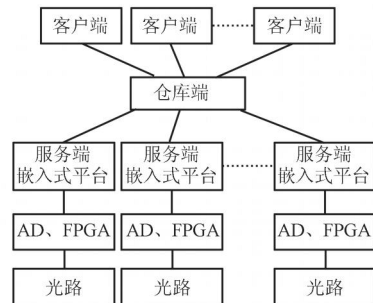 客户端 客户端 客户端
仓库端
服务端 服务端 服务端
嵌入式平台 嵌入式平台 嵌入式平台
AD、FPGA AD、FPGA AD、FPGA
光路 光路 光路